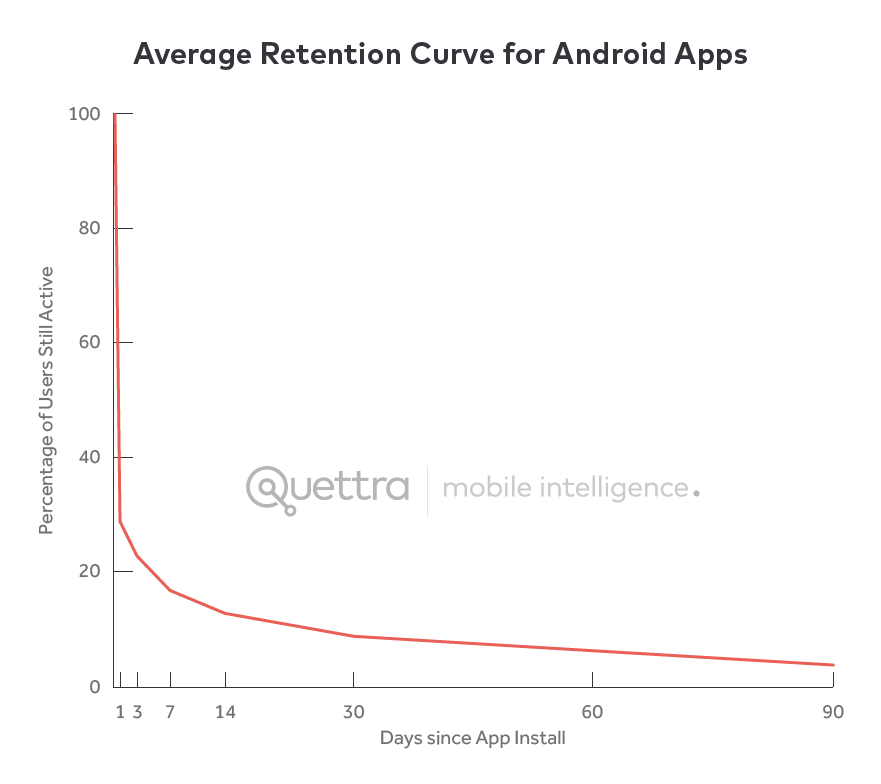 Average Retention Curve for Android Apps
100
80
60
40
20
0
Percentage of Users Still Active
Quettra mobile intelligence.
1 3 7 14 30 60 90
Days since App Install